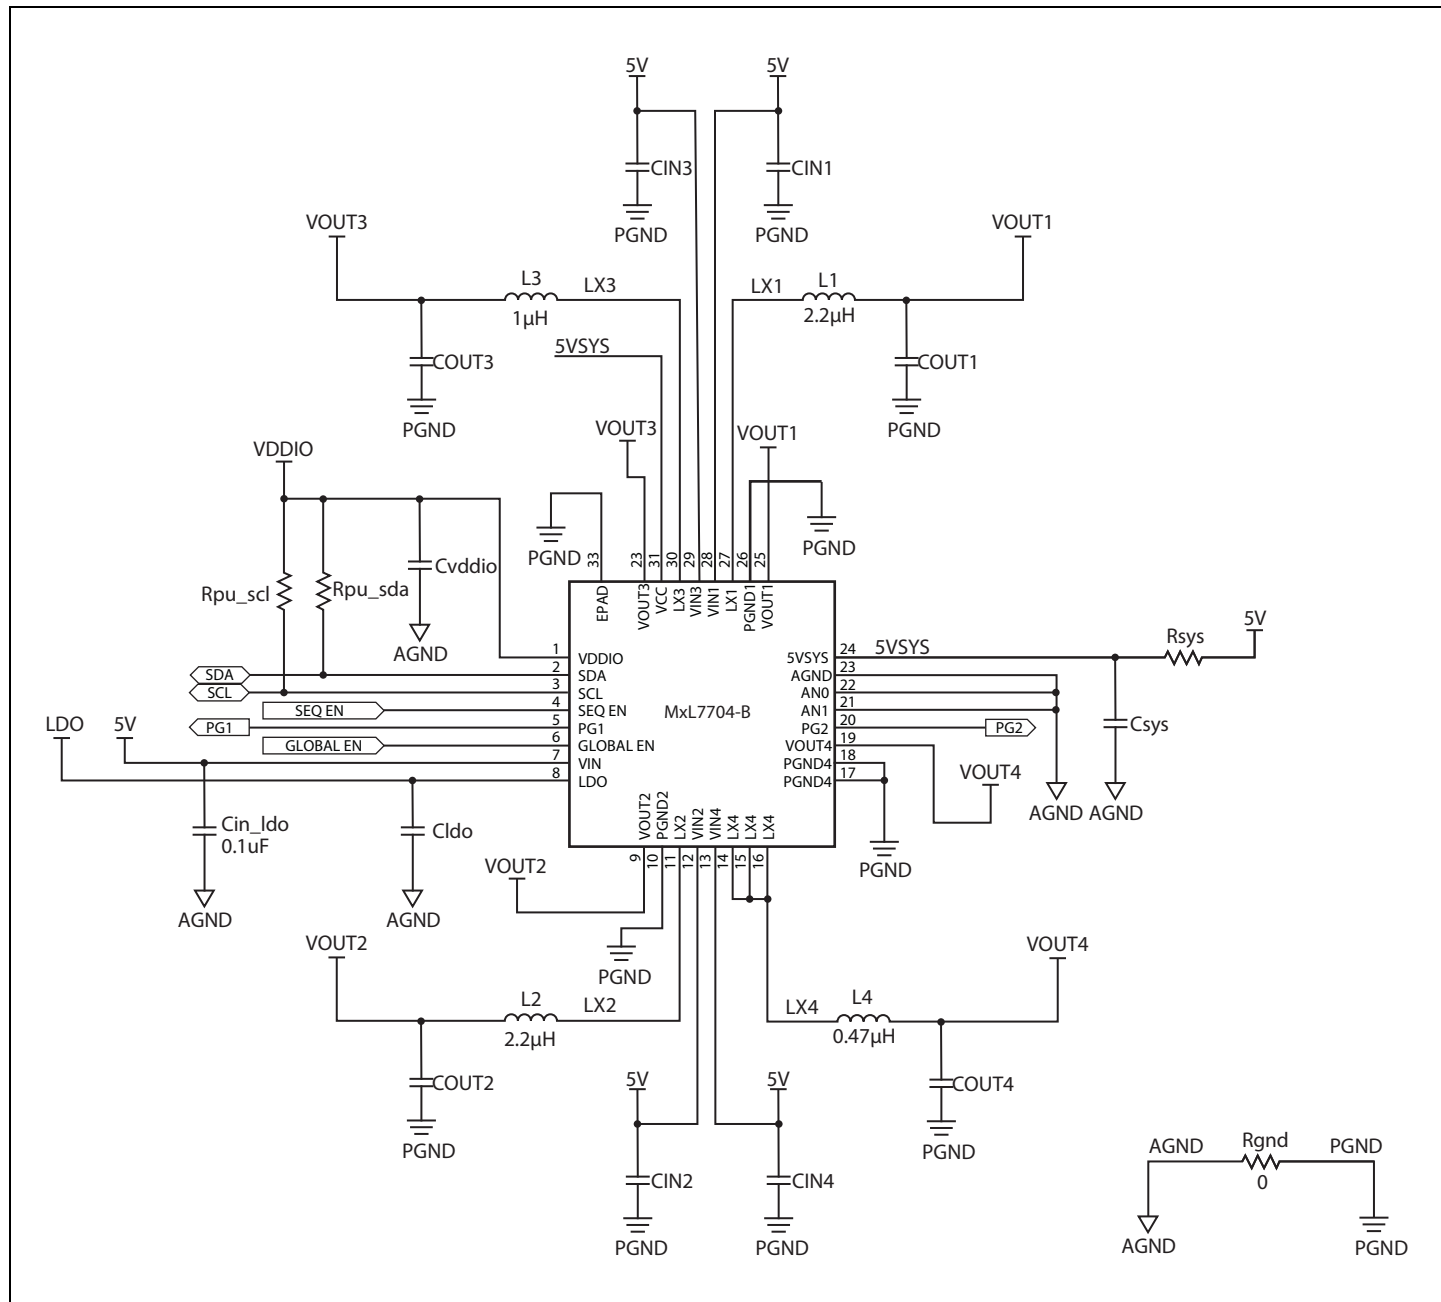 5V
5V
CIN3
CIN1
PGND
PGND
VOUT3
VOUT1
L3
LX3
1µH
LX1
L1
2.2µH
5VSYS
COUT3
COUT1
PGND
PGND
VOUT3
VOUT1
VDDIO
PGND
PGND
Cvddio
Rpu_scl
Rpu_sda
AGND
33
23
31
30
29
28
27
26
25
EPAD
VOUT3
VCC
LX3
VIN3
VIN1
LX1
PGND1
VOUT1
1
VDDIO
SDA
2
SDA
SCL
3
SCL
SEQ EN
4
SEQ EN
PG1
5
PG1
GLOBAL EN
6
GLOBAL EN
LDO
5V
7
VIN
8
LDO
MxL7704-B
5VSYS
24
5VSYS
Rsys
5V
AGND
23
AN0
22
AN1
21
PG2
20
PG2
VOUT4
19
PGND4
18
PGND4
17
Csys
VOUT4
AGND
AGND
PGND
VOUT2
PGND2
LX2
VIN2
VIN4
LX4
LX4
LX4
9
10
11
12
13
14
15
16
Cin_ldo
0.1uF
Cldo
AGND
AGND
VOUT2
PGND
VOUT2
VOUT4
L2
LX2
2.2µH
LX4
L4
0.47µH
COUT2
COUT4
PGND
PGND
5V
5V
CIN2
CIN4
PGND
PGND
AGND
Rgnd
PGND
0
AGND
PGND